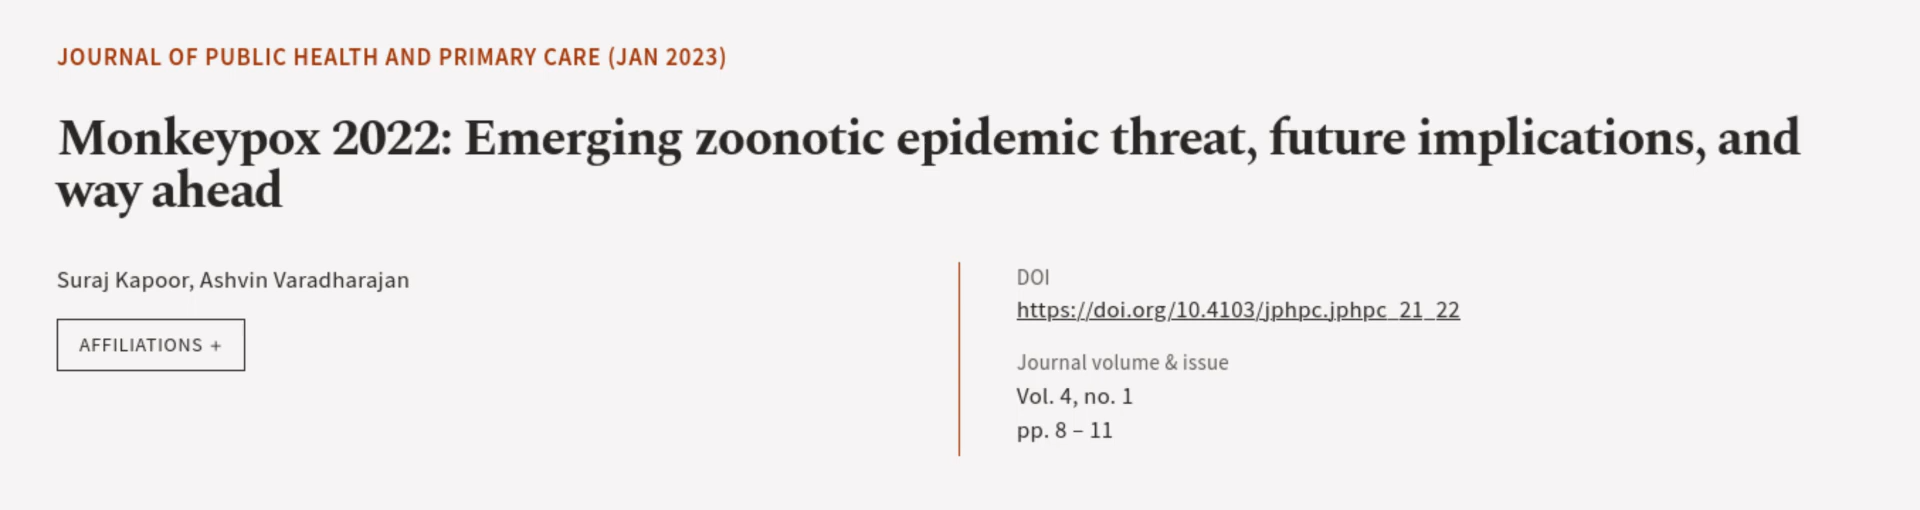 JOURNAL OF PUBLIC HEALTH AND PRIMARY CARE (JAN 2023)
Monkeypox 2022: Emerging zoonotic epidemic threat, future implications, and
way ahead
Suraj Kapoor, Ashvin Varadharajan
AFFILIATIONS +
DOI
https://doi.org/10.4103/jphpc.jphpc_21_22
Journal volume & issue
Vol. 4, no. 1
pp. 8 – 11